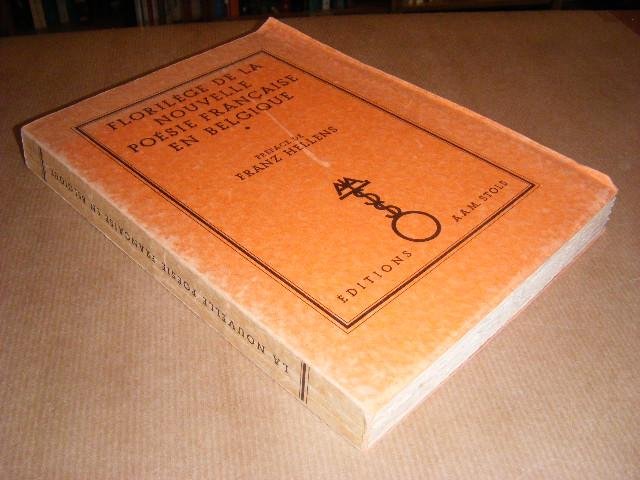 FLORILEGE DE LA
NOUVELLE
POÉSIE FRANÇAISE
EN BELGIQUE
PRÉFACE DE
FRANZ HELLENS
ÉDITIONS A.A.M. STOLS
LA NOUVELLE POÉSIE FRANÇAISE EN BELGIQUE